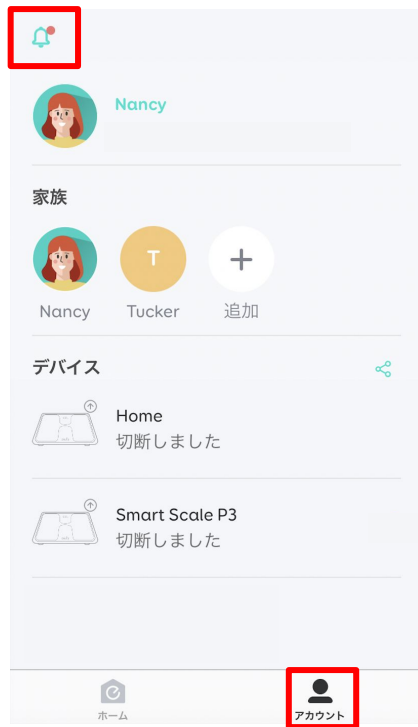 Nancy
家族
T
Nancy
Tucker
追加
デバイス
Home
切断しました
Smart Scale P3
切断しました
ホーム
アカウント